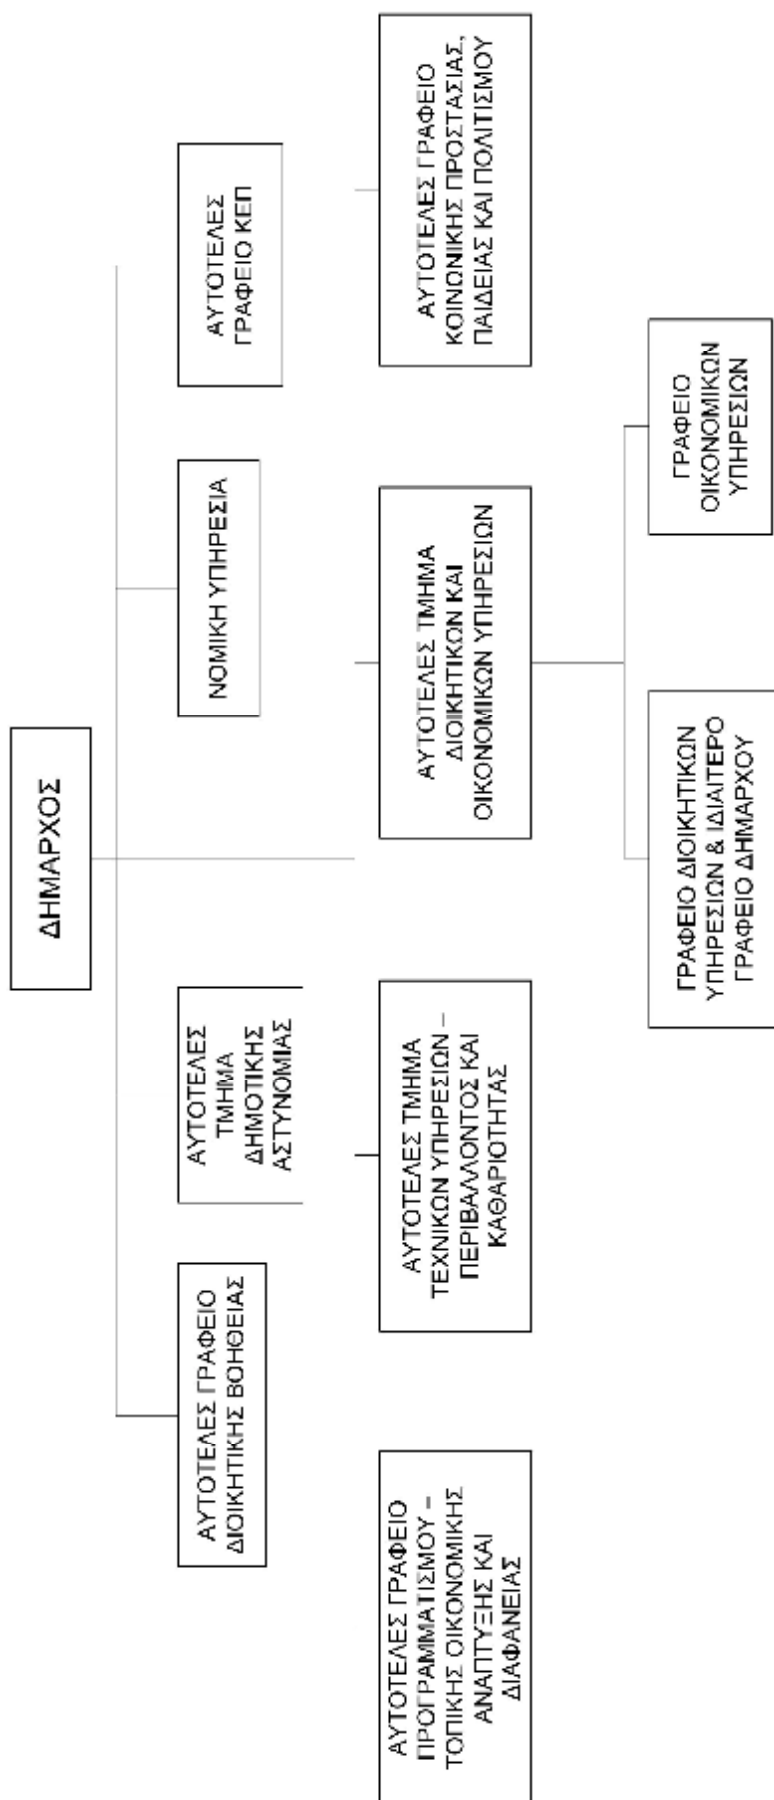 ΔΗΜΑΡΧΟΣ
ΑΥΤΟΤΕΛΕΣ ΓΡΑΦΕΙΟ
ΔΙΟΙΚΗΤΙΚΗΣ ΒΟΗΘΕΙΑΣ
ΑΥΤΟΤΕΛΕΣ
ΤΜΗΜΑ
ΔΗΜΟΤΙΚΗΣ
ΑΣΤΥΝΟΜΙΑΣ
ΝΟΜΙΚΗ ΥΠΗΡΕΣΙΑ
ΑΥΤΟΤΕΛΕΣ
ΓΡΑΦΕΙΟ ΚΕΠ
ΑΥΤΟΤΕΛΕΣ ΓΡΑΦΕΙΟ
ΠΡΟΓΡΑΜΜΑΤΙΣΜΟΥ –
ΤΟΠΙΚΗΣ ΟΙΚΟΝΟΜΙΚΗΣ
ΑΝΑΠΤΥΞΗΣ ΚΑΙ
ΔΙΑΦΑΝΕΙΑΣ
ΑΥΤΟΤΕΛΕΣ ΤΜΗΜΑ
ΤΕΧΝΙΚΩΝ ΥΠΗΡΕΣΙΩΝ –
ΠΕΡΙΒΑΛΛΟΝΤΟΣ ΚΑΙ
ΚΑΘΑΡΙΟΤΗΤΑΣ
ΑΥΤΟΤΕΛΕΣ ΤΜΗΜΑ
ΔΙΟΙΚΗΤΙΚΩΝ ΚΑΙ
ΟΙΚΟΝΟΜΙΚΩΝ ΥΠΗΡΕΣΙΩΝ
ΑΥΤΟΤΕΛΕΣ ΓΡΑΦΕΙΟ
ΚΟΙΝΩΝΙΚΗΣ ΠΡΟΣΤΑΣΙΑΣ,
ΠΑΙΔΕΙΑΣ ΚΑΙ ΠΟΛΙΤΙΣΜΟΥ
ΓΡΑΦΕΙΟ ΔΙΟΙΚΗΤΙΚΩΝ
ΥΠΗΡΕΣΙΩΝ & ΙΔΙΑΙΤΕΡΟ
ΓΡΑΦΕΙΟ ΔΗΜΑΡΧΟΥ
ΓΡΑΦΕΙΟ
ΟΙΚΟΝΟΜΙΚΩΝ
ΥΠΗΡΕΣΙΩΝ